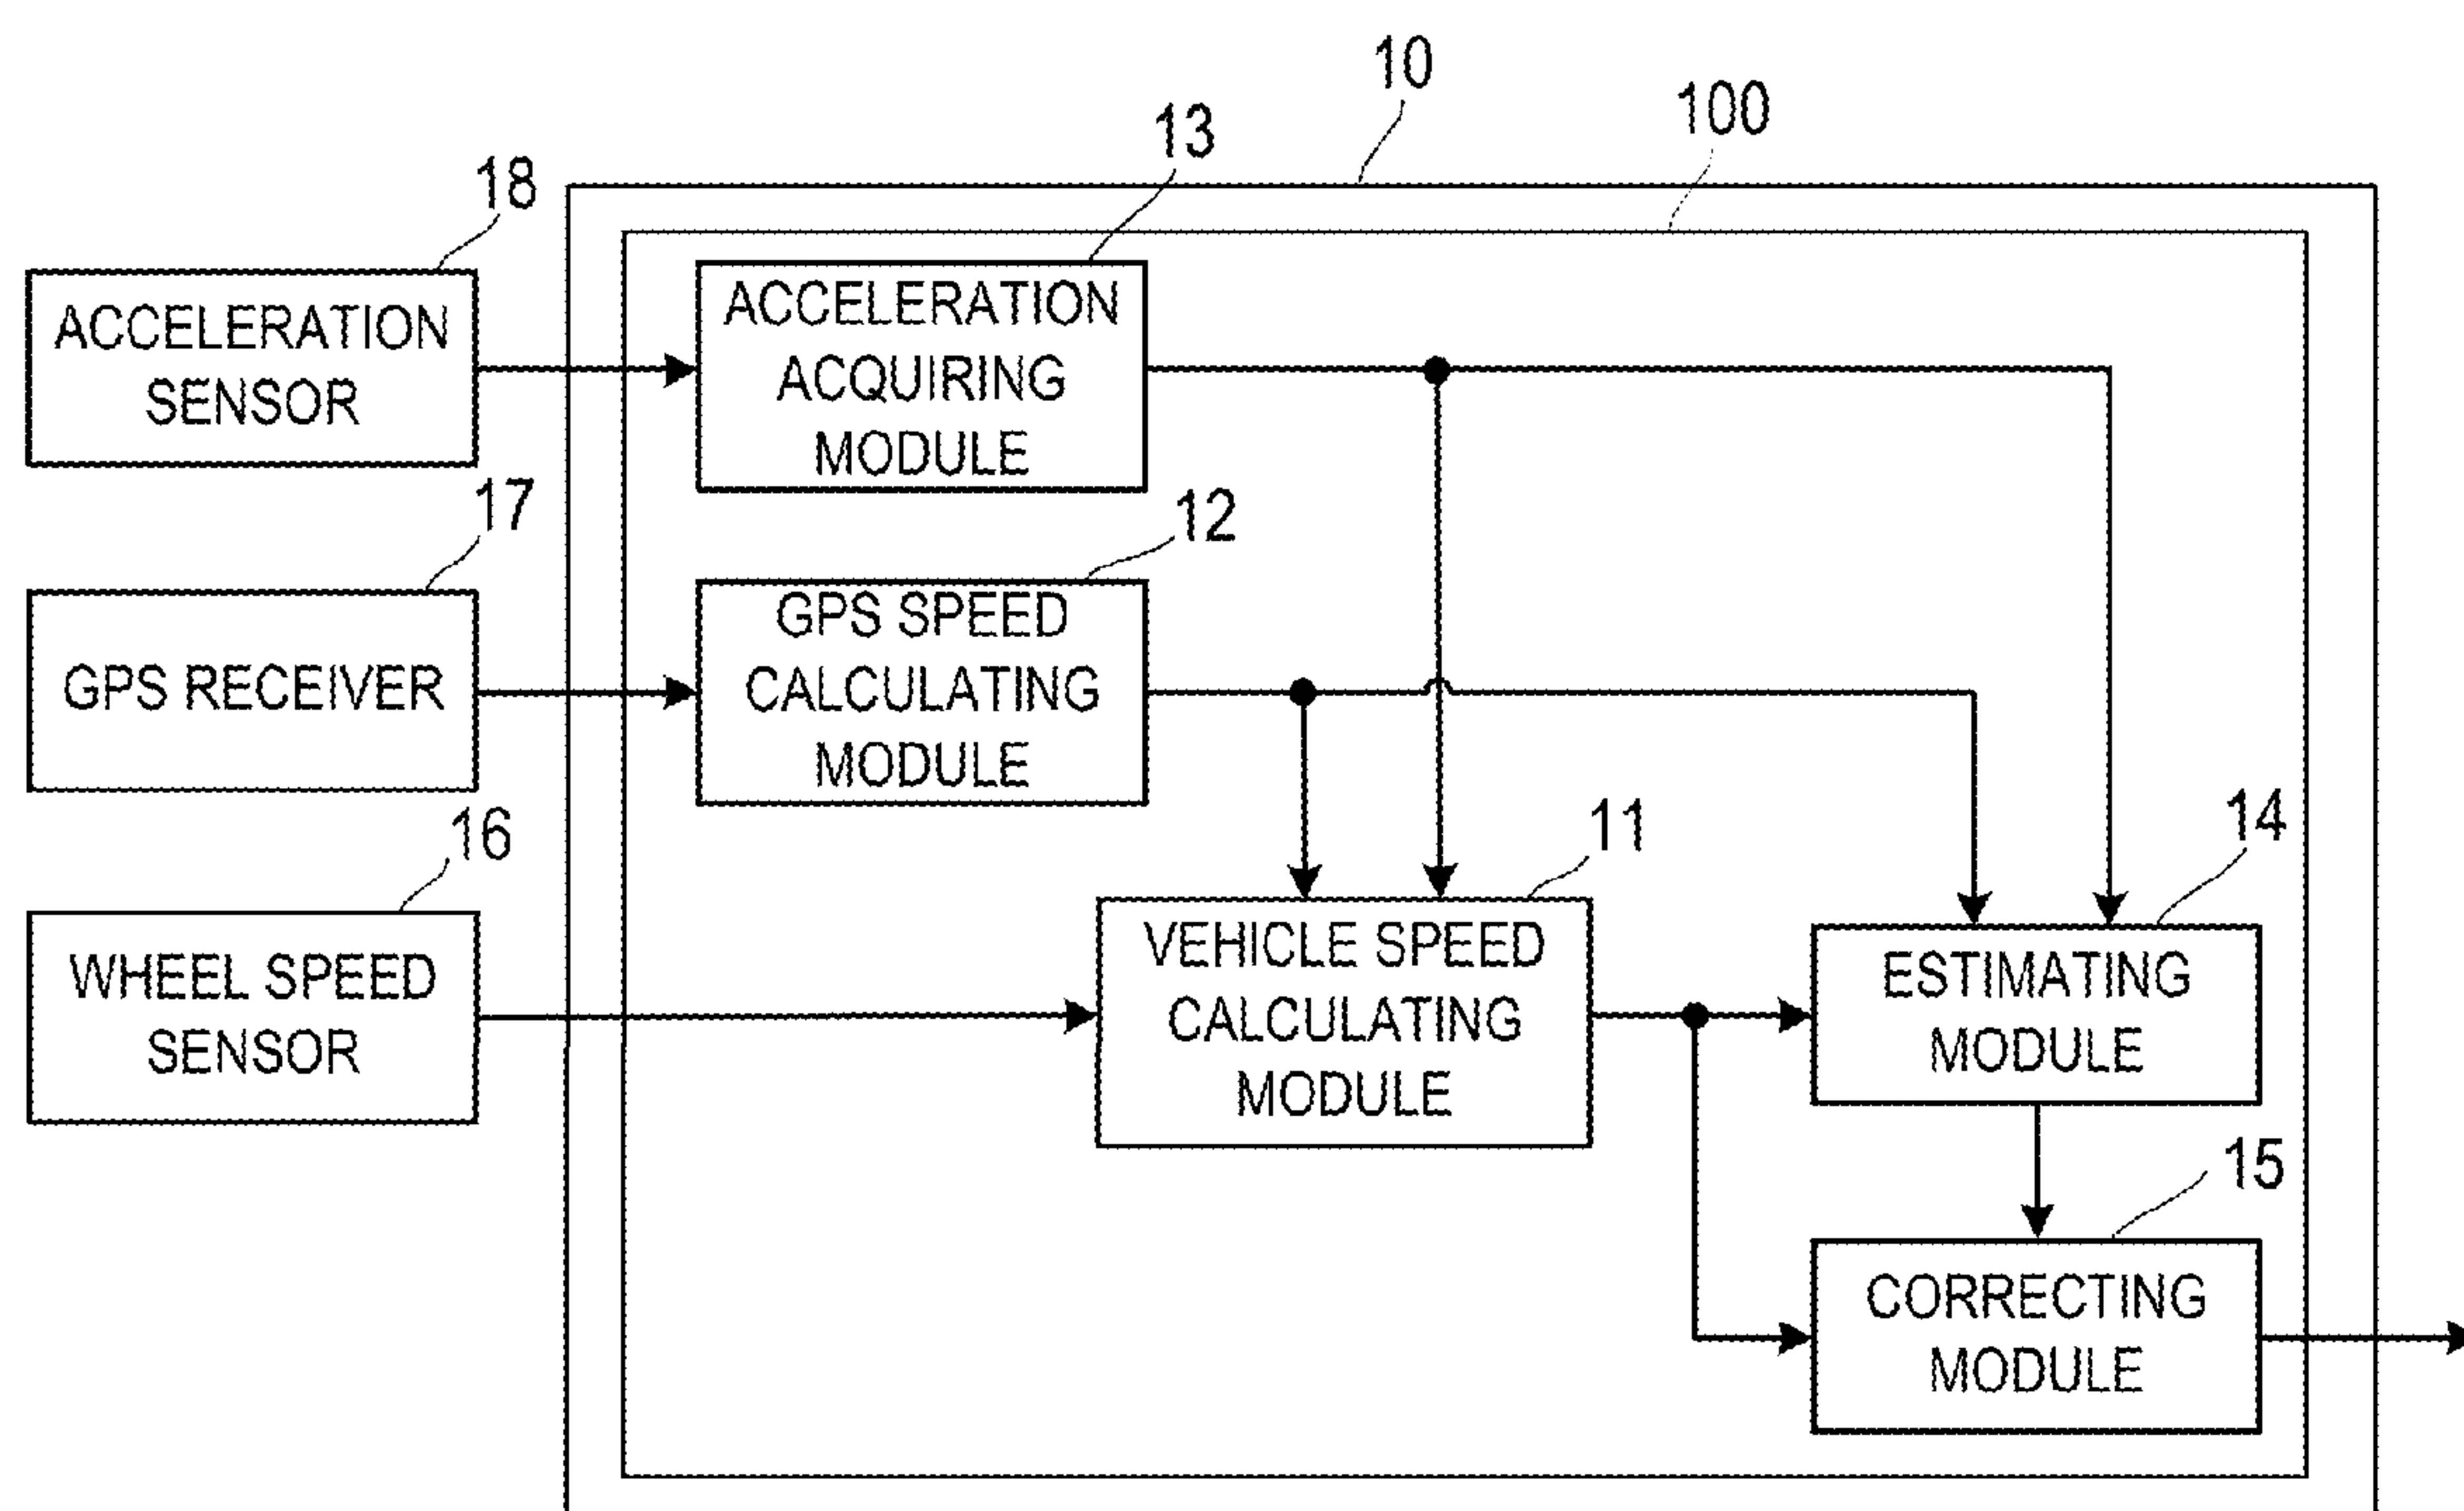 10
100
13
18
ACCELERATION
SENSOR
ACCELERATION
ACQUIRING
MODULE
17
12
GPS RECEIVER
GPS SPEED
CALCULATING
MODULE
16
11
14
WHEEL SPEED
SENSOR
VEHICLE SPEED
CALCULATING
MODULE
ESTIMATING
MODULE
15
CORRECTING
MODULE